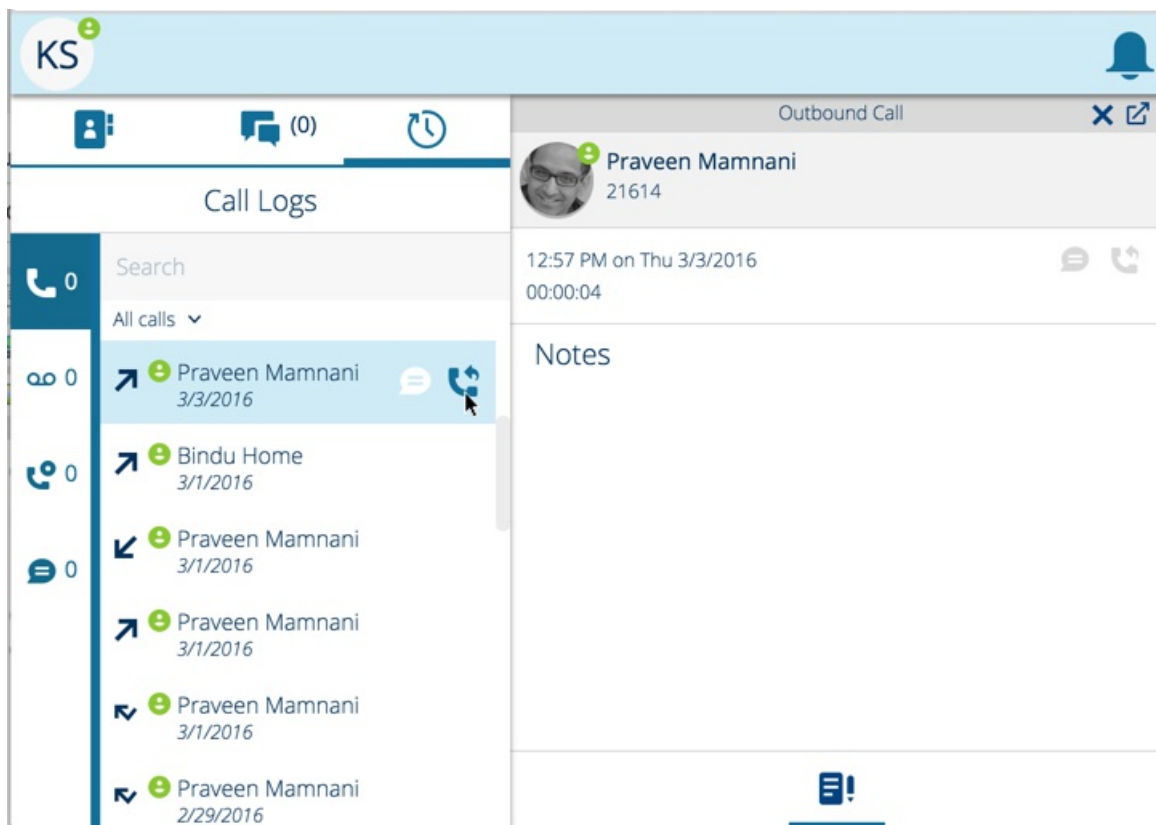 KS
(0)
Call Logs
0
0
0
0
Search
All calls
Praveen Mamnani
3/3/2016
Bindu Home
3/1/2016
Praveen Mamnani
3/1/2016
Praveen Mamnani
3/1/2016
Praveen Mamnani
3/1/2016
Praveen Mamnani
2/29/2016
Outbound Call
Praveen Mamnani
21614
12:57 PM on Thu 3/3/2016
00:00:04
Notes